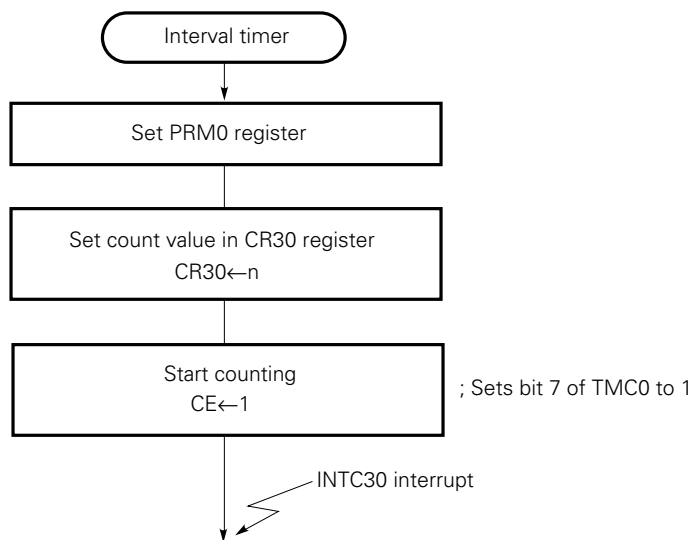 Interval timer
Set PRM0 register
Set count value in CR30 register
CR30←n
Start counting
CE←1
; Sets bit 7 of TMC0 to 1
INTC30 interrupt